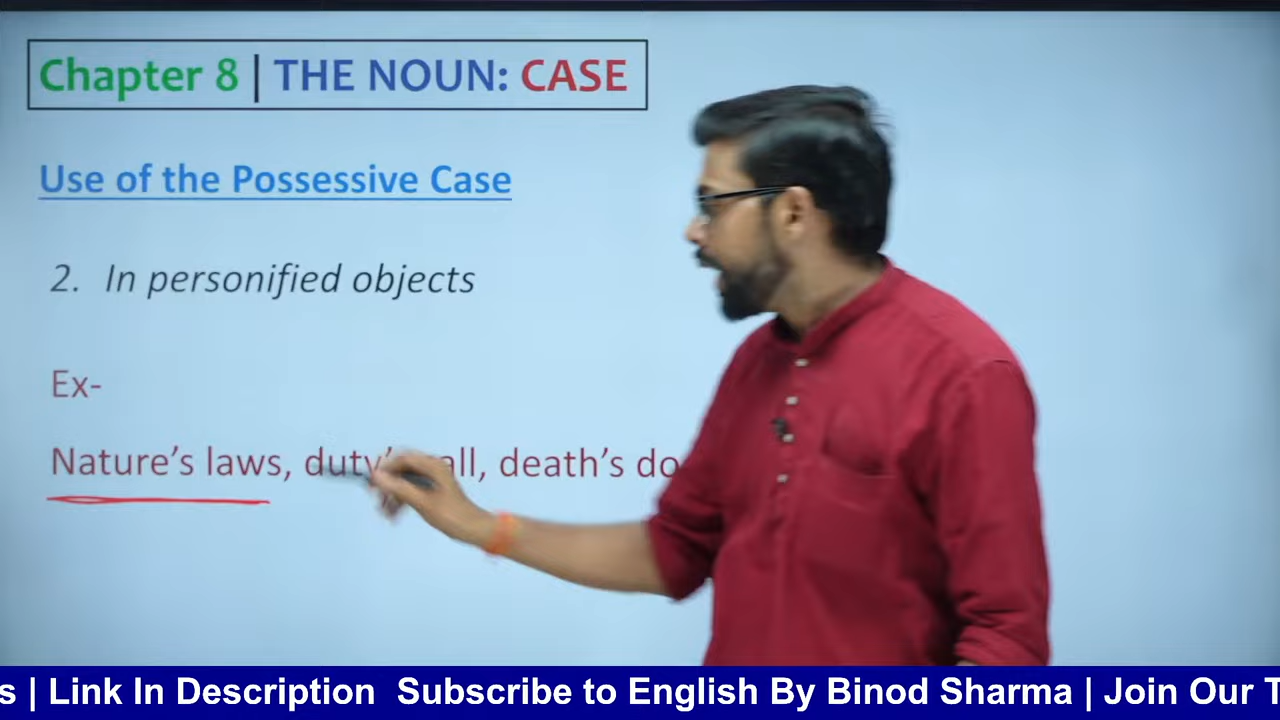 Chapter 8 | THE NOUN: CASE
Use of the Possessive Case
2. In personified objects
Ex-
Nature's laws, death's
s | Link In Description Subscribe to English By Binod Sharma | Join Our T